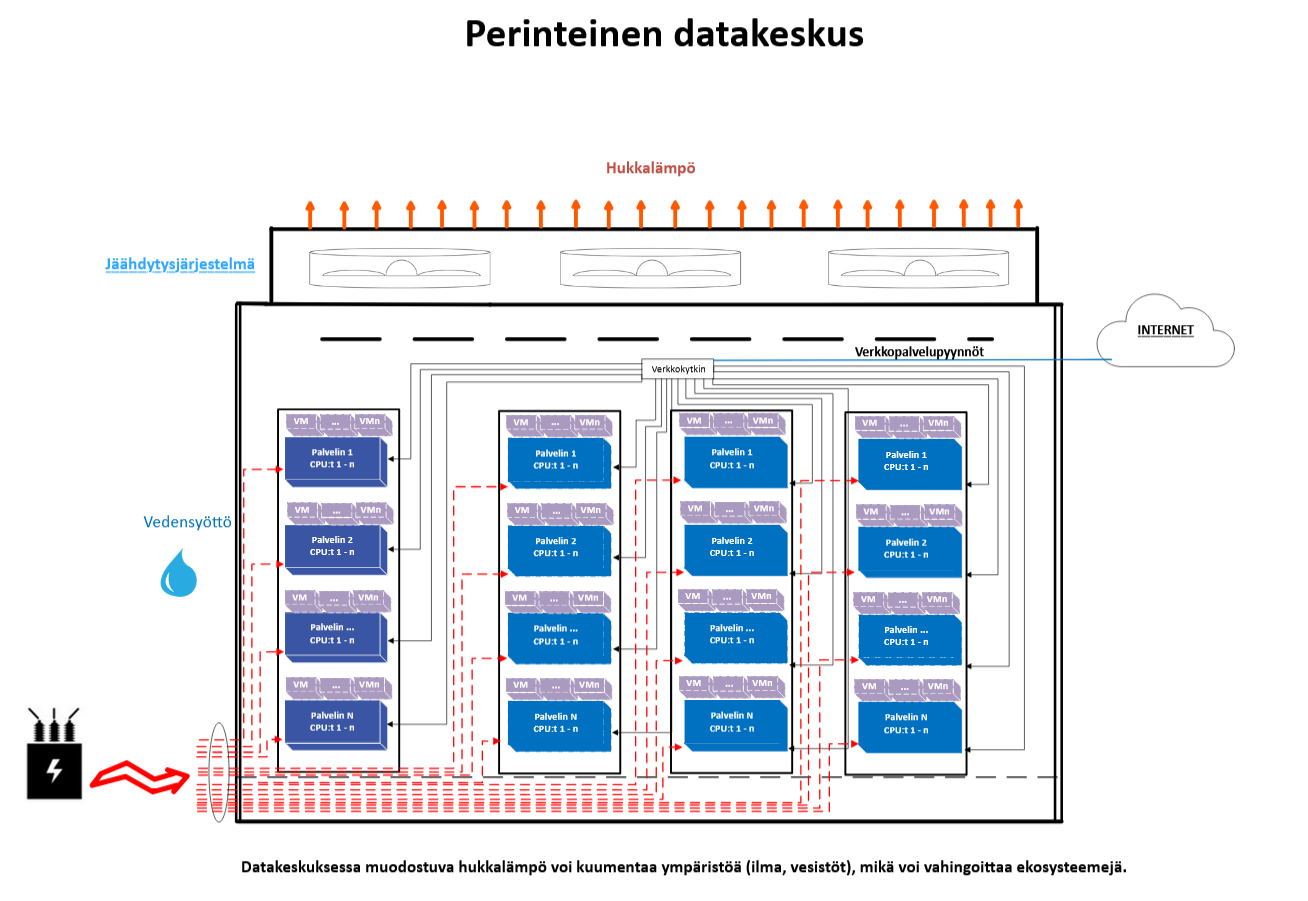 Perinteinen datakeskus
Hukkalämpö
Jäähdytysjärjestelmä
INTERNET
Verkkopalvelupyynnöt
Verkkokytkin
VM ... VMn
Palvelin 1
CPU:t 1 - n
VM ... VMn
Palvelin 2
CPU:t 1 - n
VM ... VMn
Palvelin ...
CPU:t 1 - n
VM ... VMn
Palvelin N
CPU:t 1 - n
VM ... VMn
Palvelin 1
CPU:t 1 - n
VM ... VMn
Palvelin 2
CPU:t 1 - n
VM ... VMn
Palvelin ...
CPU:t 1 - n
VM ... VMn
Palvelin N
CPU:t 1 - n
VM ... VMn
Palvelin 1
CPU:t 1 - n
VM ... VMn
Palvelin 2
CPU:t 1 - n
VM ... VMn
Palvelin ...
CPU:t 1 - n
VM ... VMn
Palvelin N
CPU:t 1 - n
VM ... VMn
Palvelin 1
CPU:t 1 - n
VM ... VMn
Palvelin 2
CPU:t 1 - n
VM ... VMn
Palvelin ...
CPU:t 1 - n
VM ... VMn
Palvelin N
CPU:t 1 - n
Vedensyöttö
Datakeskuksessa muodostuva hukkalämpö voi kuumentaa ympäristöä (ilma, vesistöt), mikä voi vahingoittaa ekosysteemejä.